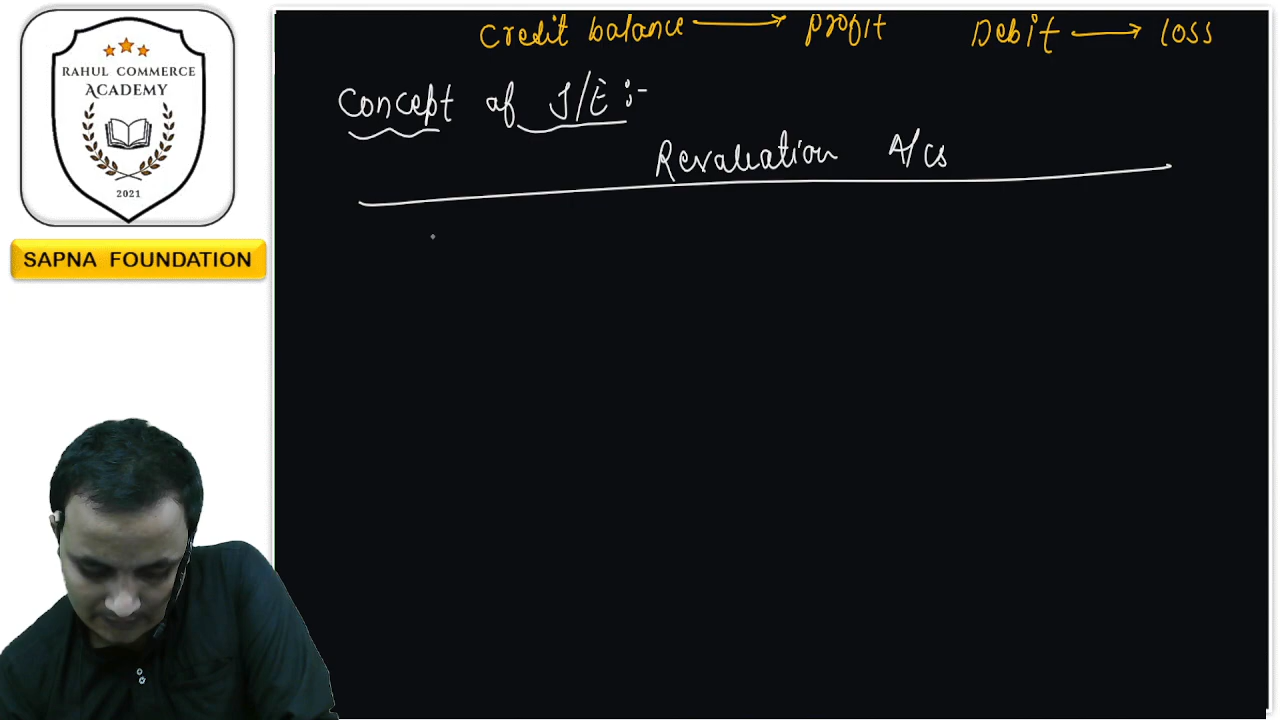 RAHUL COMMERCE
ACADEMY
2021
SAPNA FOUNDATION
Credit balance → profit Debit → loss
Concept of J/E :-
Revaluation A/cs